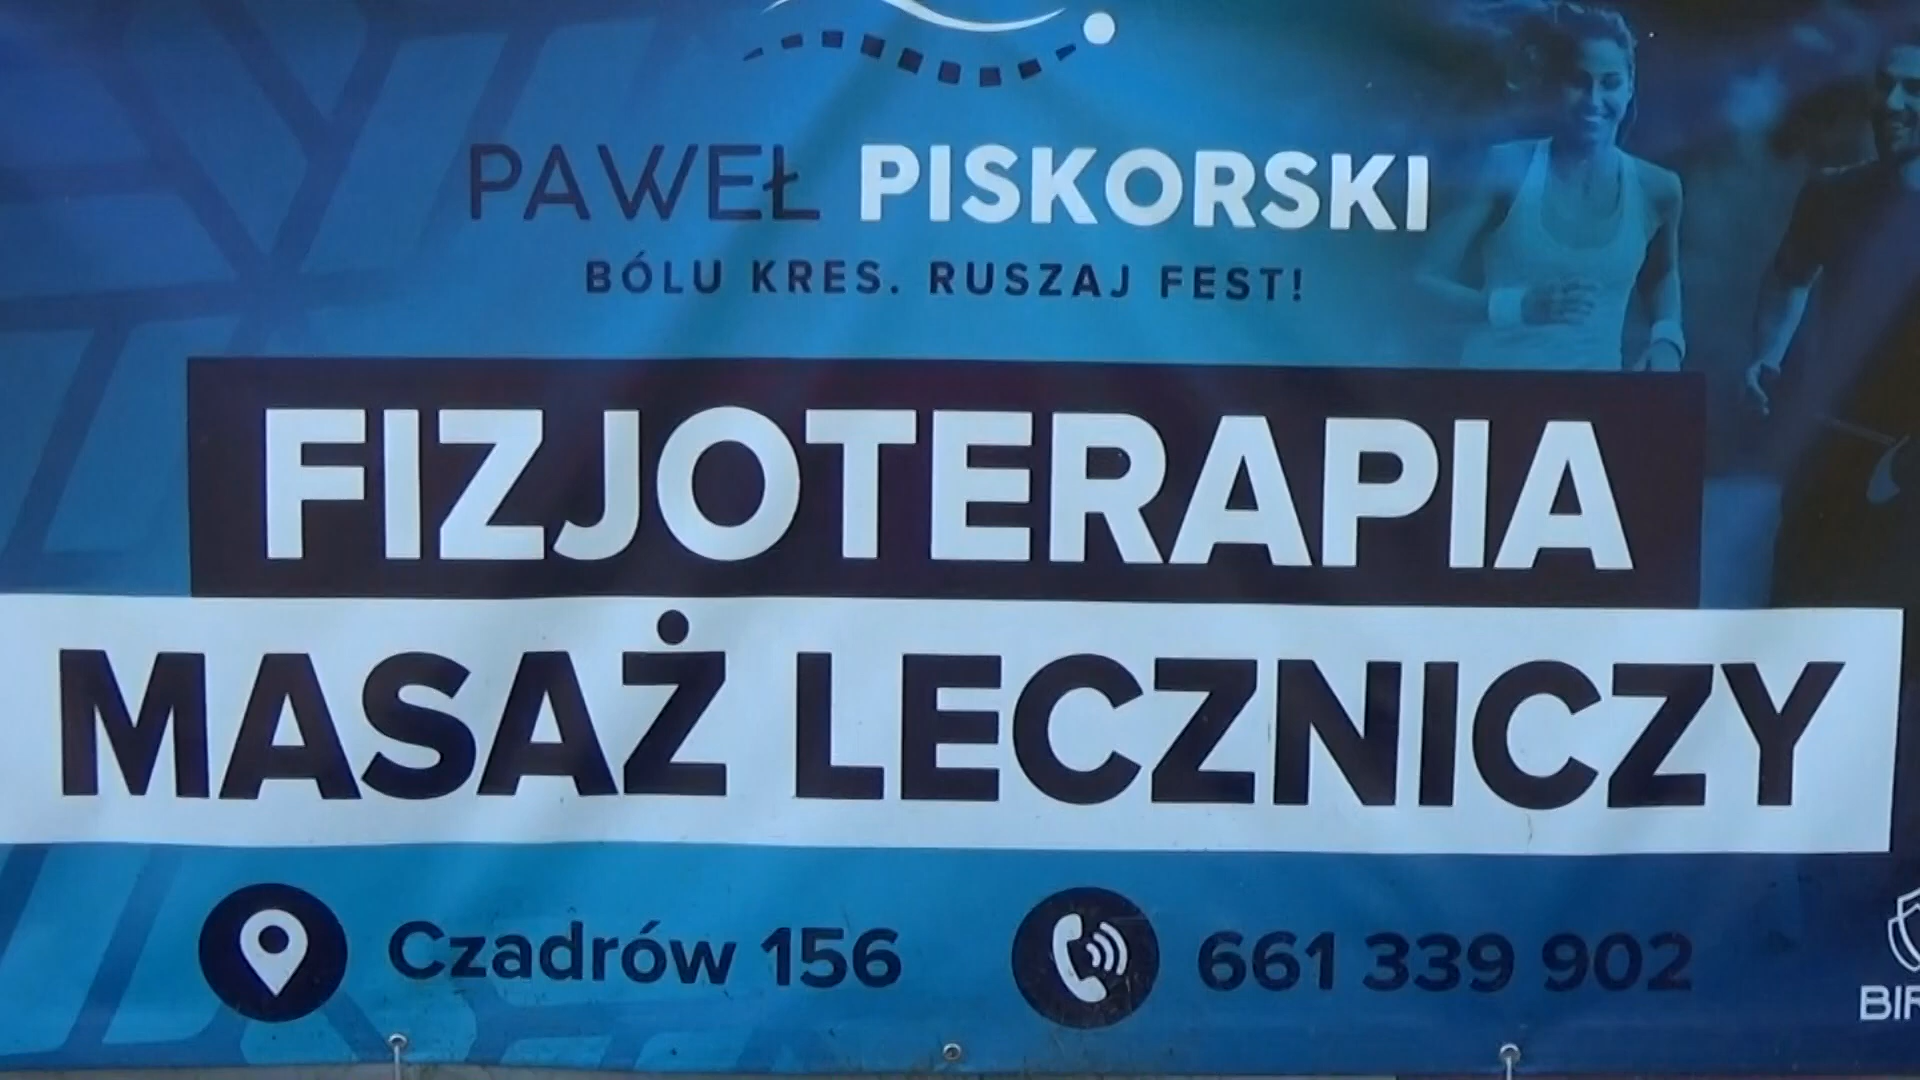 PAWEŁ PISKORSKI
BÓLU KRES. RUSZAJ FEST!
FIZJOTERAPIA
MASAŻ LECZNICZY
Czadrów 156 661 339 902